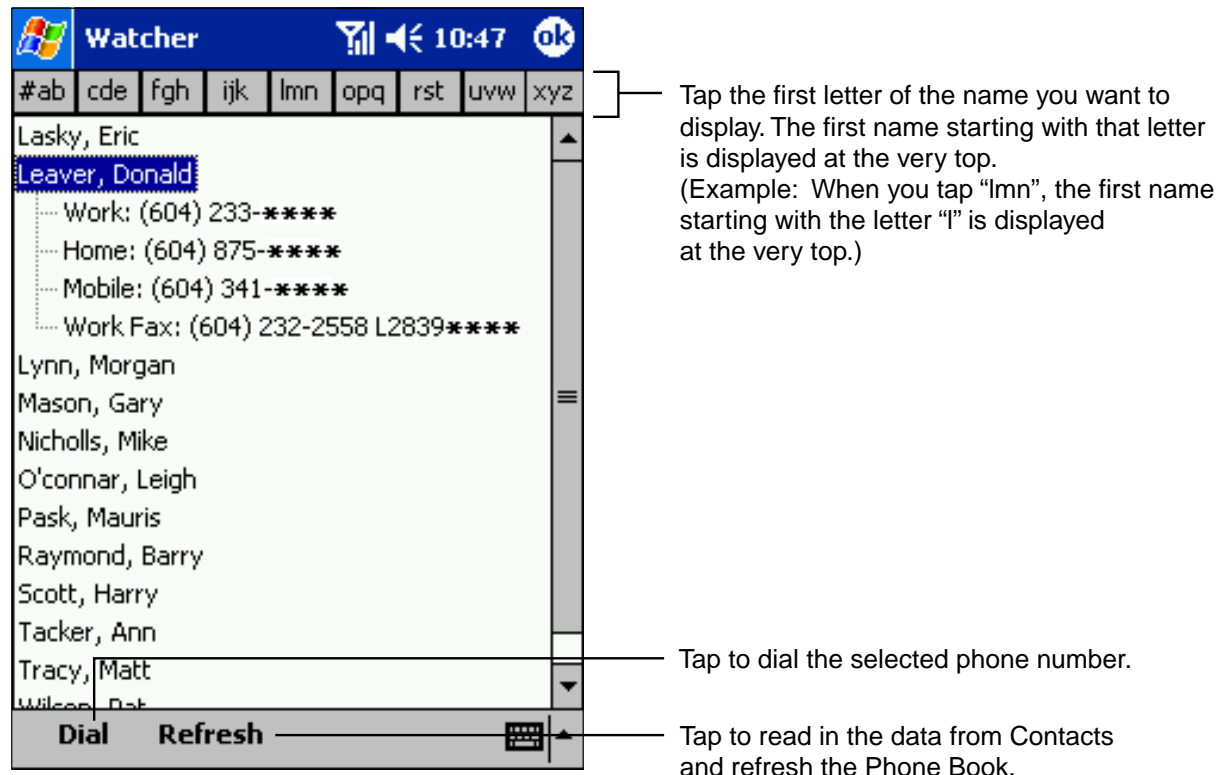 Watcher 10:47 ok
#ab cde fgh ijk lmn opq rst uvw xyz
Lasky, Eric
Leaver, Donald
Work: (604) 233-****
Home: (604) 875-****
Mobile: (604) 341-****
Work Fax: (604) 232-2558 L2839****
Lynn, Morgan
Mason, Gary
Nicholls, Mike
O'connar, Leigh
Pask, Mauris
Raymond, Barry
Scott, Harry
Tacker, Ann
Tracy, Matt
Dial Refresh
Tap the first letter of the name you want to
display. The first name starting with that letter
is displayed at the very top.
(Example: When you tap “lmn”, the first name
starting with the letter “l” is displayed
at the very top.)
Tap to dial the selected phone number.
Tap to read in the data from Contacts
and refresh the Phone Book.